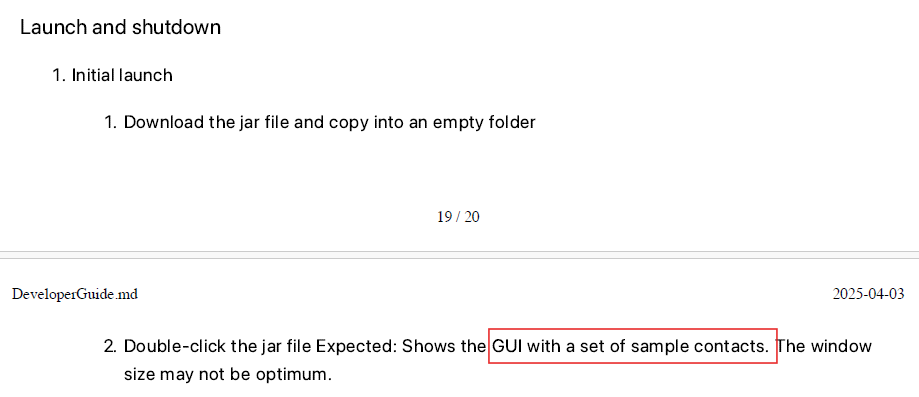 Launch and shutdown
1. Initial launch
1. Download the jar file and copy into an empty folder
19 / 20
DeveloperGuide.md 2025-04-03
2. Double-click the jar file Expected: Shows the GUI with a set of sample contacts. The window
size may not be optimum.